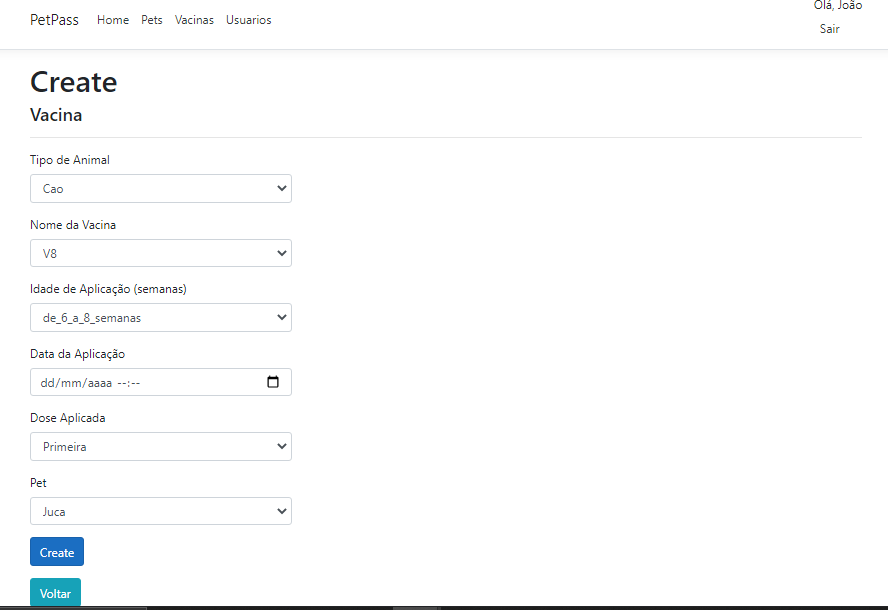 PetPass Home Pets Vacinas Usuarios
Olá, João
Sair
Create
Vacina
Tipo de Animal
Cao
Nome da Vacina
V8
Idade de Aplicação (semanas)
de_6_a_8_semanas
Data da Aplicação
dd/mm/aaaa --:--
Dose Aplicada
Primeira
Pet
Juca
Create
Voltar